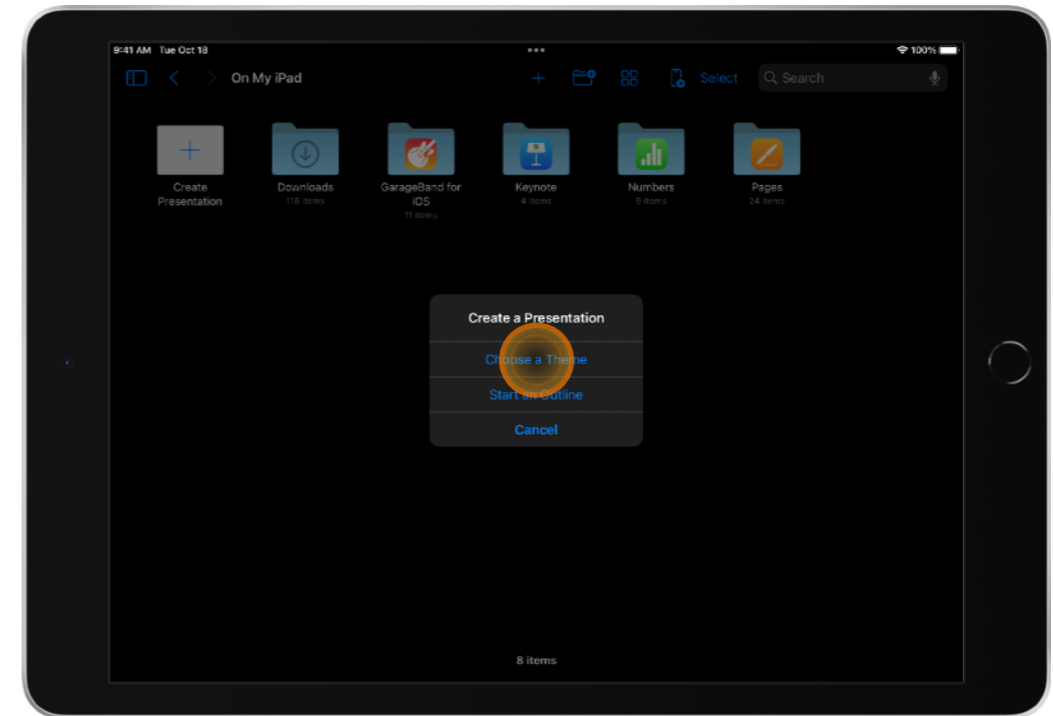 9:41 AM Tue Oct 18
100%
On My iPad
Select
Search
Create
Presentation
Downloads
118 items
GarageBand for
iOS
11 items
Keynote
4 items
Numbers
9 items
Pages
24 items
Create a Presentation
Choose a Theme
Start an Outline
Cancel
8 items